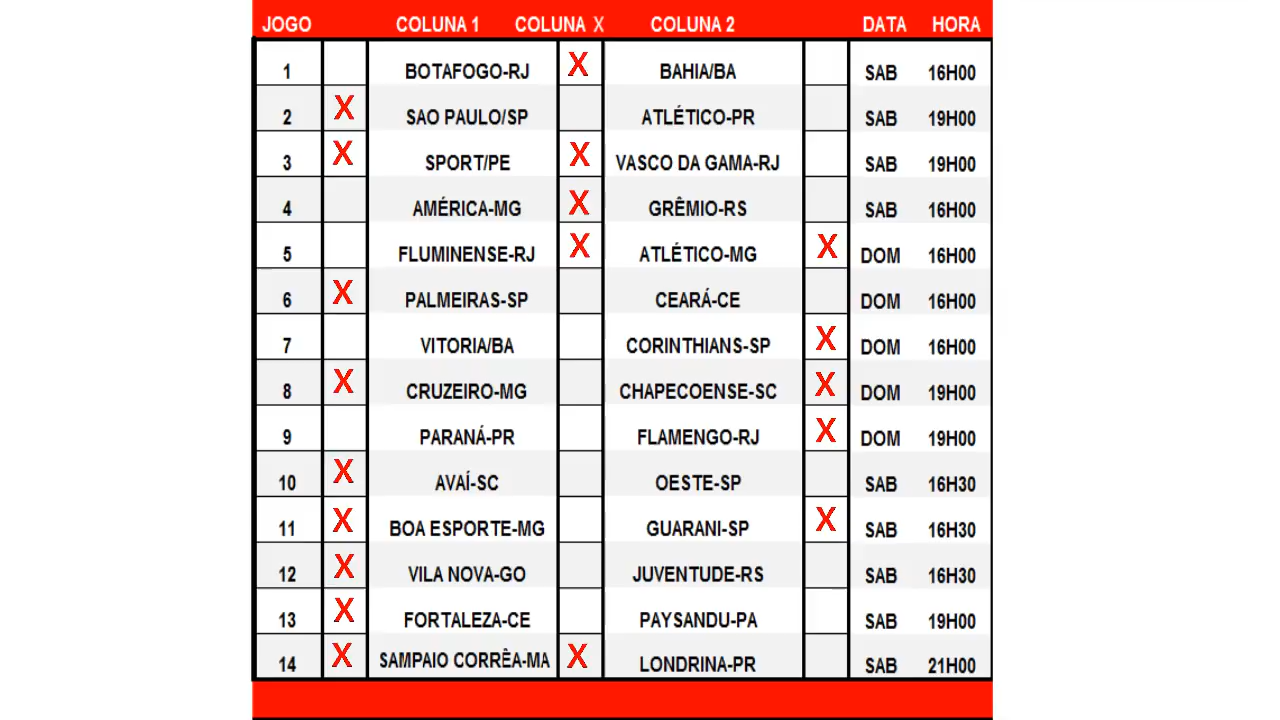 JOGO COLUNA 1 COLUNA X COLUNA 2 DATA HORA
1 BOTAFOGO-RJ X BAHIA/BA SAB 16H00
2 X SAO PAULO/SP ATLÉTICO-PR SAB 19H00
3 X SPORT/PE X VASCO DA GAMA-RJ SAB 19H00
4 AMÉRICA-MG X GRÊMIO-RS SAB 16H00
5 FLUMINENSE-RJ X ATLÉTICO-MG X DOM 16H00
6 X PALMEIRAS-SP CEARÁ-CE DOM 16H00
7 VITORIA/BA CORINTHIANS-SP X DOM 16H00
8 X CRUZEIRO-MG CHAPECOENSE-SC X DOM 19H00
9 PARANÁ-PR FLAMENGO-RJ X DOM 19H00
10 X AVAÍ-SC OESTE-SP SAB 16H30
11 X BOA ESPORTE-MG GUARANI-SP X SAB 16H30
12 X VILA NOVA-GO JUVENTUDE-RS SAB 16H30
13 X FORTALEZA-CE PAYSANDU-PA SAB 19H00
14 X SAMPAIO CORRÊA-MA X LONDRINA-PR SAB 21H00